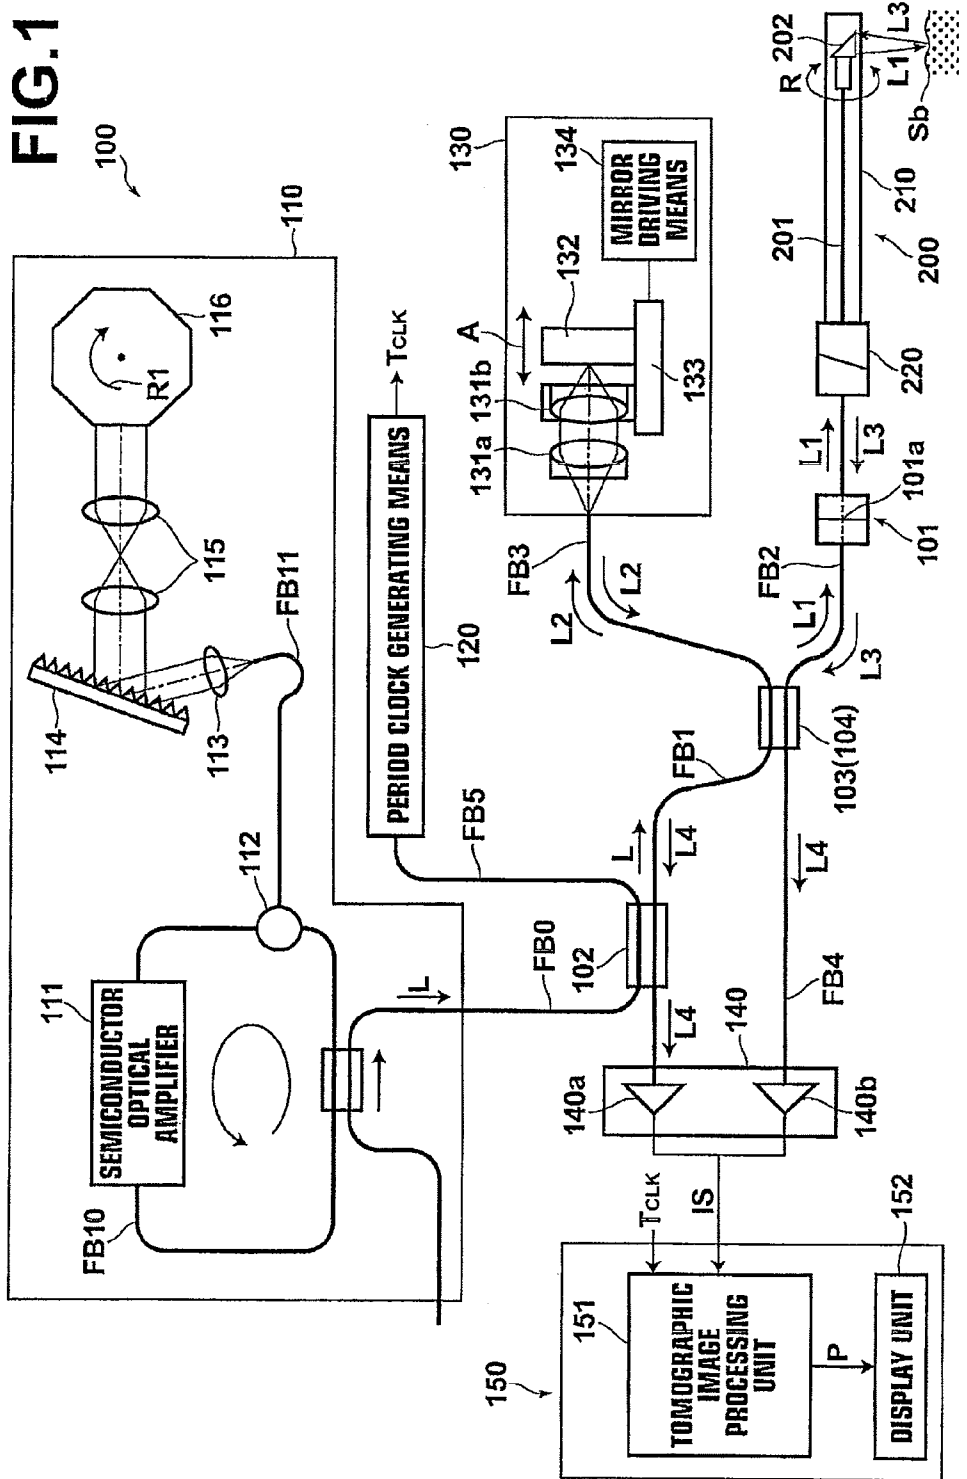 FIG.1
100
110
116
R1
115
114
113
FB11
112
111
SEMICONDUCTOR
OPTICAL
AMPLIFIER
FB10
L
TCLK
PERIOD CLOCK GENERATING MEANS
120
FB5
FB0
102
130
134
MIRROR
DRIVING
MEANS
132
A
131b
131a
133
FB3
L2
L2
L
L4
FB1
103(104)
L4
L4
FB4
140
140a
140b
202
R
L3
L1
Sb
201
210
200
220
L1
L3
101a
101
FB2
L1
L3
TCLK
IS
150
151
TOMOGRAPHIC
IMAGE
PROCESSING
UNIT
P
152
DISPLAY UNIT